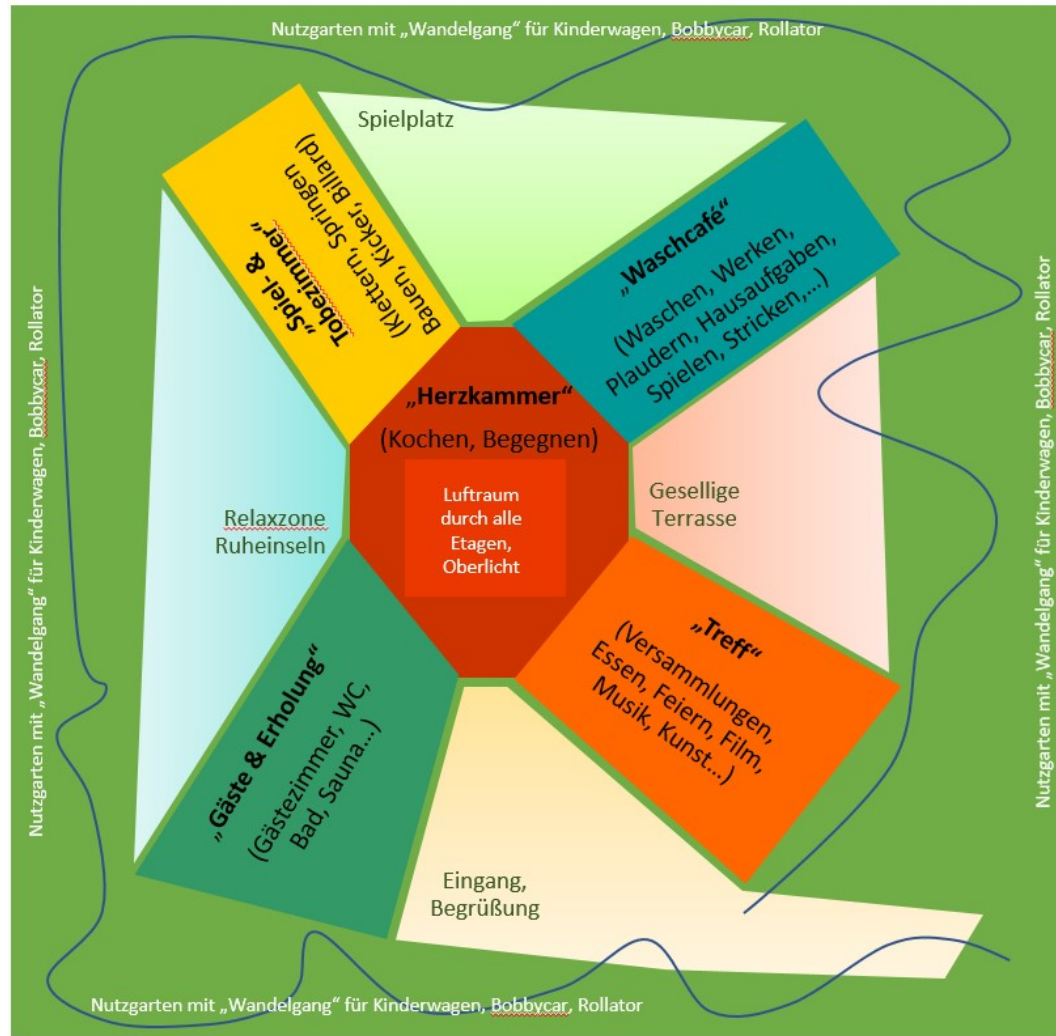 Nutzgarten mit „Wandelgang“ für Kinderwagen, Bobbycar, Rollator
Spielplatz
„Spiel- &
Tobezimmer“
(Klettern, Springen
Bauen, Kicker, Billard)
„Waschcafé“
(Waschen, Werken,
Plaudern, Hausaufgaben,
Spielen, Stricken,...)
Nutzgarten mit „Wandelgang“ für Kinderwagen, Bobbycar, Rollator
„Herzkammer“
(Kochen, Begegnen)
Luftraum
durch alle
Etagen,
Oberlicht
Relaxzone
Ruheinseln
Gesellige
Terrasse
Nutzgarten mit „Wandelgang“ für Kinderwagen, Bobbycar, Rollator
„Gäste & Erholung“
(Gästezimmer, WC,
Bad, Sauna...)
„Treff“
(Versammlungen,
Essen, Feiern, Film,
Musik, Kunst...)
Eingang,
Begrüßung
Nutzgarten mit „Wandelgang“ für Kinderwagen, Bobbycar, Rollator